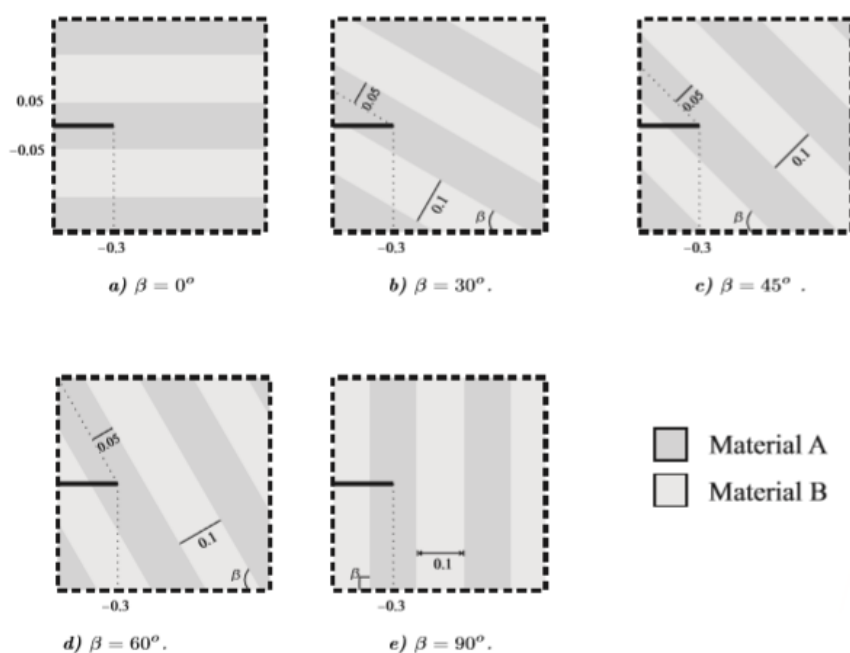 0.05
−0.05
−0.3
a) β = 0°
0.05
0.1
β
−0.3
b) β = 30°.
0.05
0.1
β
−0.3
c) β = 45° .
0.05
0.1
β
−0.3
d) β = 60°.
β
0.1
−0.3
e) β = 90°.
Material A
Material B